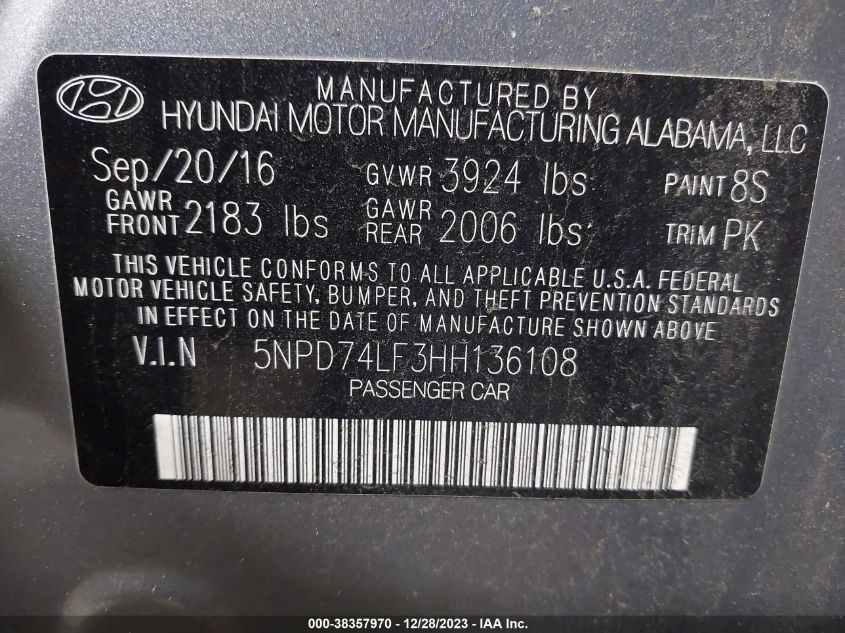 MANUFACTURED BY
HYUNDAI MOTOR MANUFACTURING ALABAMA, LLC
Sep/20/16 GVWR 3924 lbs PAINT 8S
GAWR FRONT 2183 lbs GAWR REAR 2006 lbs TRIM PK
THIS VEHICLE CONFORMS TO ALL APPLICABLE U.S.A. FEDERAL
MOTOR VEHICLE SAFETY, BUMPER, AND THEFT PREVENTION STANDARDS
IN EFFECT ON THE DATE OF MANUFACTURE SHOWN ABOVE
V.I.N 5NPD74LF3HH136108
PASSENGER CAR
000-38357970 - 12/28/2023 - IAA Inc.